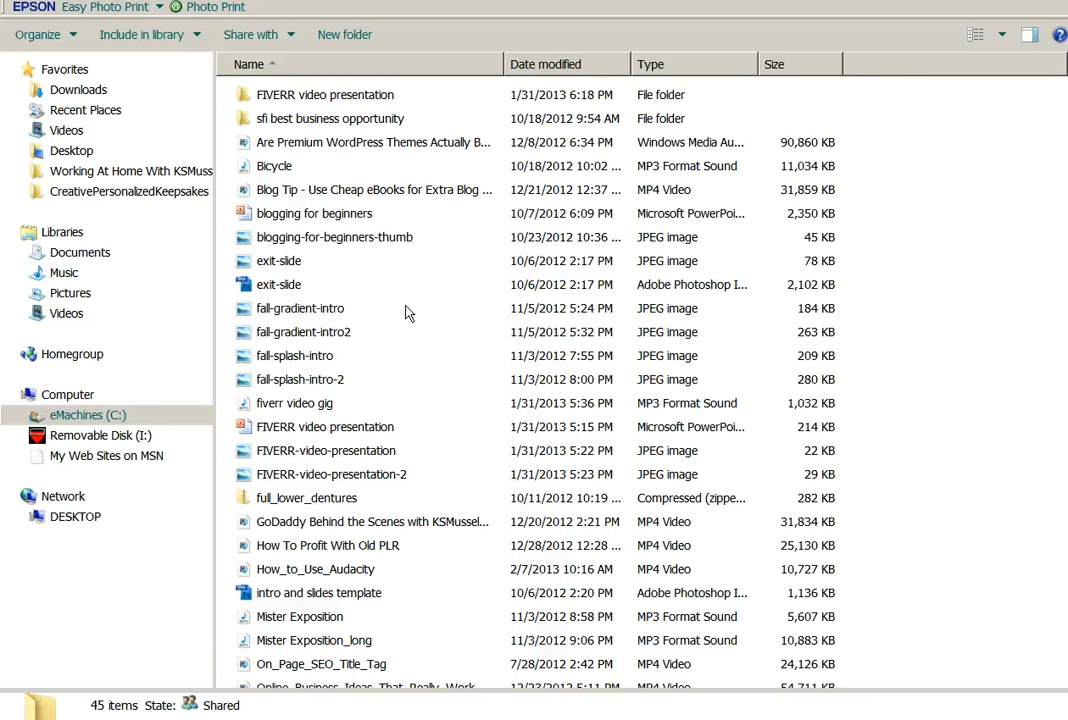 EPSON Easy Photo Print Photo Print
Organize Include in library Share with New folder
Favorites
Downloads
Recent Places
Videos
Desktop
Working At Home With KSMuss
CreativePersonalizedKeepsakes
Libraries
Documents
Music
Pictures
Videos
Homegroup
Computer
eMachines (C:)
Removable Disk (I:)
My Web Sites on MSN
Network
DESKTOP
Name Date modified Type Size
FIVERR video presentation 1/31/2013 6:18 PM File folder
sfi best business opportunity 10/18/2012 9:54 AM File folder
Are Premium WordPress Themes Actually B... 12/8/2012 6:34 PM Windows Media Au... 90,860 KB
Bicycle 10/18/2012 10:02 ... MP3 Format Sound 11,034 KB
Blog Tip - Use Cheap eBooks for Extra Blog ... 12/21/2012 12:37 ... MP4 Video 31,859 KB
blogging for beginners 10/7/2012 6:09 PM Microsoft PowerPoi... 2,350 KB
blogging-for-beginners-thumb 10/23/2012 10:36 ... JPEG image 45 KB
exit-slide 10/6/2012 2:17 PM JPEG image 78 KB
exit-slide 10/6/2012 2:17 PM Adobe Photoshop I... 2,102 KB
fall-gradient-intro 11/5/2012 5:24 PM JPEG image 184 KB
fall-gradient-intro2 11/5/2012 5:32 PM JPEG image 263 KB
fall-splash-intro 11/3/2012 7:55 PM JPEG image 209 KB
fall-splash-intro-2 11/3/2012 8:00 PM JPEG image 280 KB
fiverr video gig 1/31/2013 5:36 PM MP3 Format Sound 1,032 KB
FIVERR video presentation 1/31/2013 5:15 PM Microsoft PowerPoi... 214 KB
FIVERR-video-presentation 1/31/2013 5:22 PM JPEG image 22 KB
FIVERR-video-presentation-2 1/31/2013 5:23 PM JPEG image 29 KB
full_lower_dentures 10/11/2012 10:19 ... Compressed (zippe... 282 KB
GoDaddy Behind the Scenes with KSMussel... 12/20/2012 2:21 PM MP4 Video 31,834 KB
How To Profit With Old PLR 12/28/2012 12:28 ... MP4 Video 25,130 KB
How_to_Use_Audacity 2/7/2013 10:16 AM MP4 Video 10,727 KB
intro and slides template 10/6/2012 2:20 PM Adobe Photoshop I... 1,136 KB
Mister Exposition 11/3/2012 8:58 PM MP3 Format Sound 5,607 KB
Mister Exposition_long 11/3/2012 9:06 PM MP3 Format Sound 10,883 KB
On_Page_SEO_Title_Tag 7/28/2012 2:42 PM MP4 Video 24,126 KB
Online_Business_Ideas_That_Really_Work 12/23/2012 5:11 PM MP4 Video 54,711 KB
45 items State: Shared